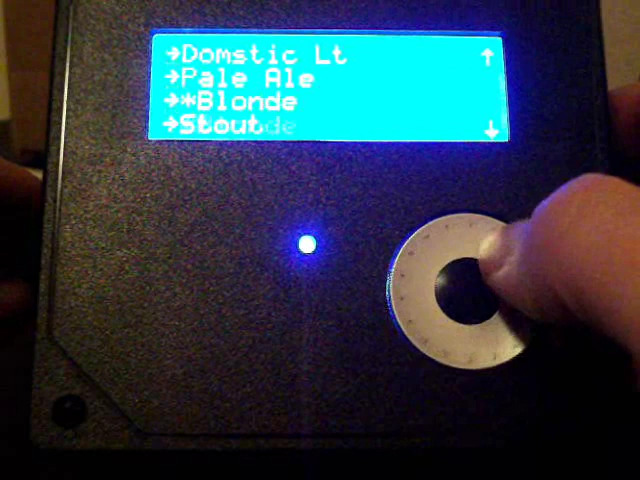 →Domstic Lt ↑
→Pale Ale
→*Blonde
→Stout ↓